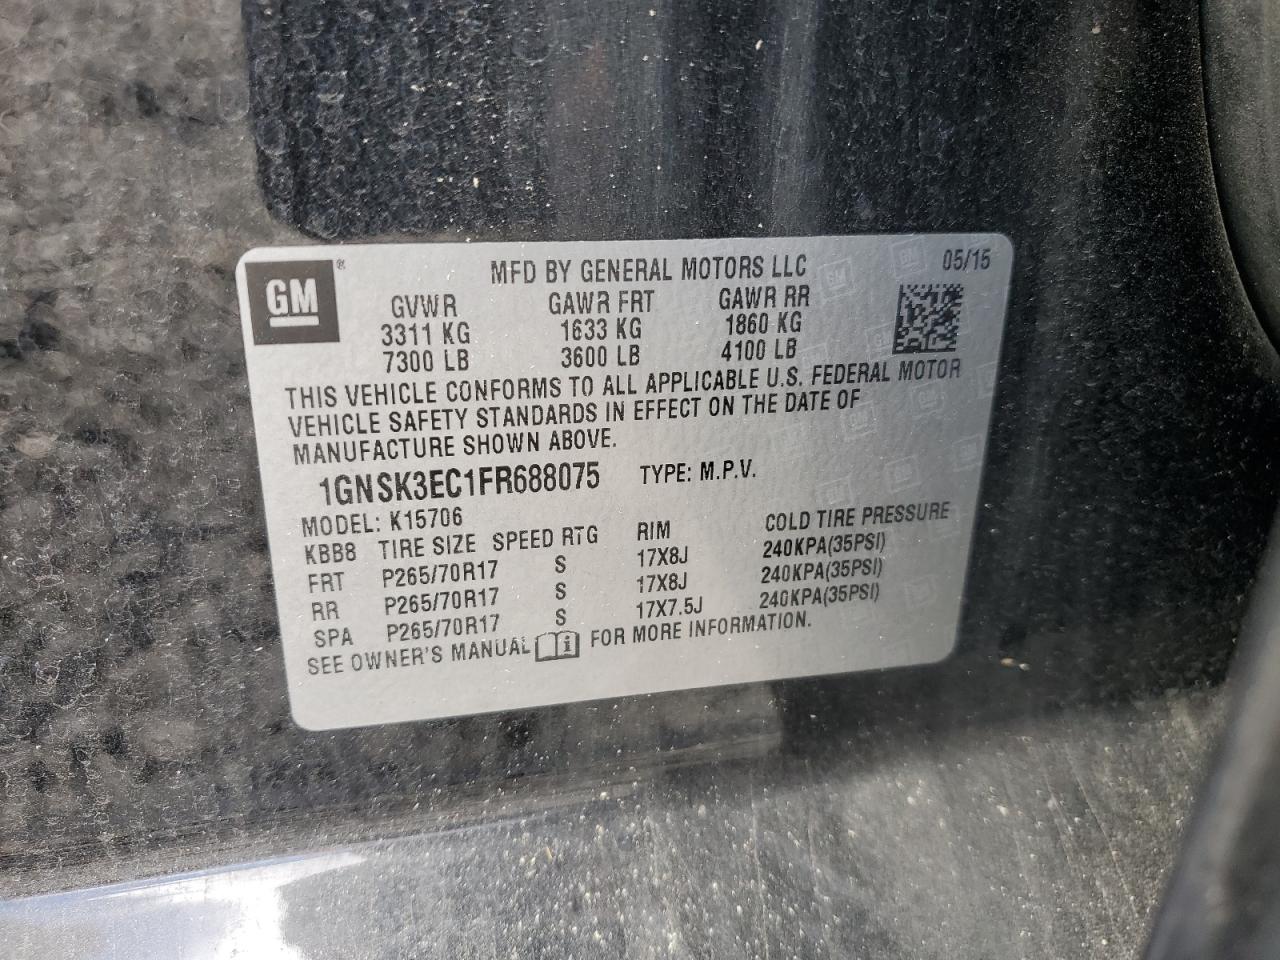 GM ®
MFD BY GENERAL MOTORS LLC 05/15
GVWR GAWR FRT GAWR RR
3311 KG 1633 KG 1860 KG
7300 LB 3600 LB 4100 LB
THIS VEHICLE CONFORMS TO ALL APPLICABLE U.S. FEDERAL MOTOR
VEHICLE SAFETY STANDARDS IN EFFECT ON THE DATE OF
MANUFACTURE SHOWN ABOVE.
1GNSK3EC1FR688075 TYPE: M.P.V.
MODEL: K15706
KBB8 TIRE SIZE SPEED RTG RIM COLD TIRE PRESSURE
FRT P265/70R17 S 17X8J 240KPA(35PSI)
RR P265/70R17 S 17X8J 240KPA(35PSI)
SPA P265/70R17 S 17X7.5J 240KPA(35PSI)
SEE OWNER'S MANUAL i FOR MORE INFORMATION.